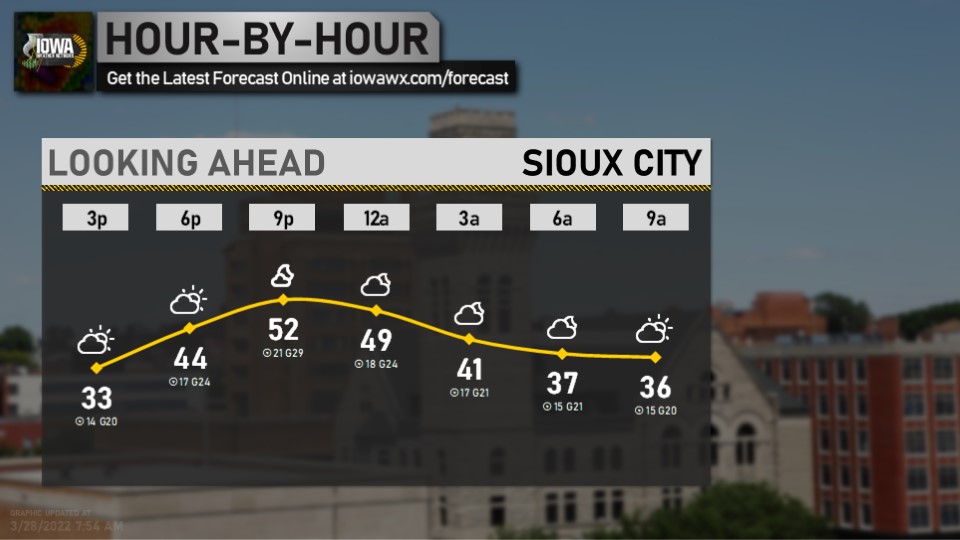 IOWA
HOUR-BY-HOUR
Get the Latest Forecast Online at iowawx.com/forecast
LOOKING AHEAD SIOUX CITY
3p 6p 9p 12a 3a 6a 9a
33 44 52 49 41 37 36
14 G20 17 G24 21 G29 18 G24 17 G21 15 G21 15 G20
GRAPHIC UPDATED AT
3/28/2022 7:54 AM